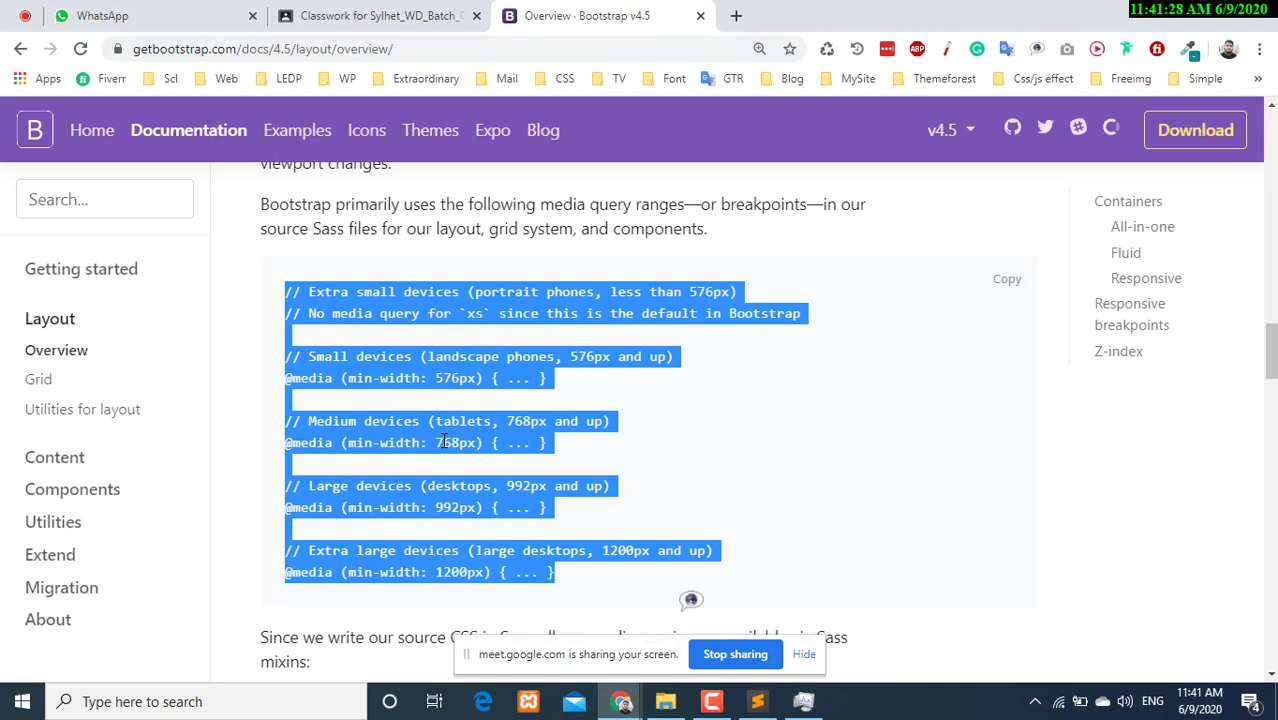 WhatsApp
Classwork for Sylhet_WD_Batch_
Overview · Bootstrap v4.5
11:41:28 AM 6/9/2020
getbootstrap.com/docs/4.5/layout/overview/
Apps
Fiverr
Scl
Web
LEDP
WP
Extraordinary
Mail
CSS
TV
Font
GTR
Blog
MySite
Themeforest
Css/js effect
Freeimg
Simple
»
B
Home
Documentation
Examples
Icons
Themes
Expo
Blog
v4.5
Download
Search...
Getting started
Layout
Overview
Grid
Utilities for layout
Content
Components
Utilities
Extend
Migration
About
viewport changes.
Bootstrap primarily uses the following media query ranges—or breakpoints—in our
source Sass files for our layout, grid system, and components.
Copy
// Extra small devices (portrait phones, less than 576px)
// No media query for `xs` since this is the default in Bootstrap
// Small devices (landscape phones, 576px and up)
@media (min-width: 576px) { ... }
// Medium devices (tablets, 768px and up)
@media (min-width: 768px) { ... }
// Large devices (desktops, 992px and up)
@media (min-width: 992px) { ... }
// Extra large devices (large desktops, 1200px and up)
@media (min-width: 1200px) { ... }
Since we write our source CSS in Sass
mixins:
Containers
All-in-one
Fluid
Responsive
Responsive
breakpoints
Z-index
meet.google.com is sharing your screen.
Stop sharing
Hide
Type here to search
ENG
11:41 AM
6/9/2020
4